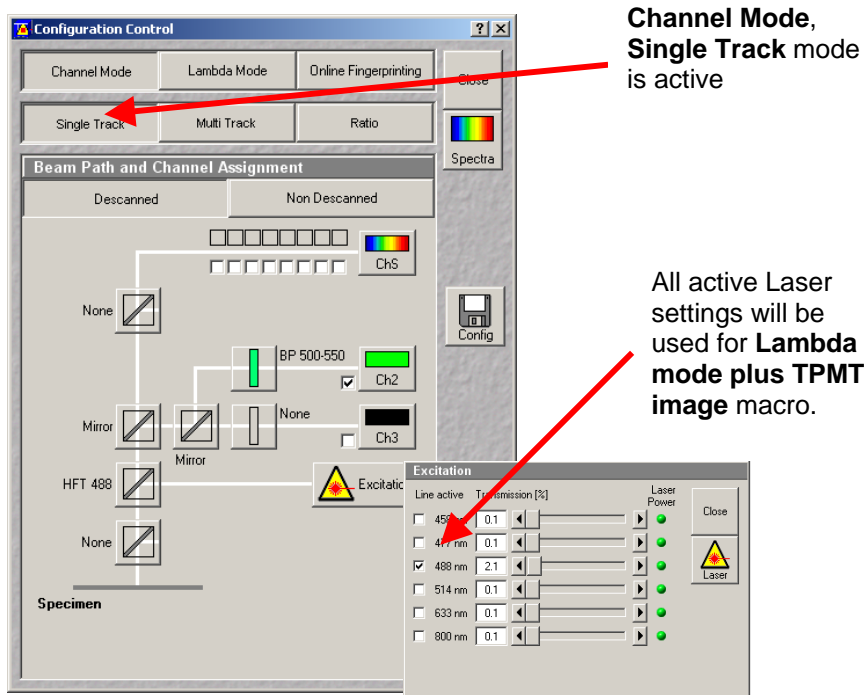 Configuration Control
Channel Mode Lambda Mode Online Fingerprinting
Close
Single Track Multi Track Ratio
Spectra
Beam Path and Channel Assignment
Descanned Non Descanned
ChS
None
Config
BP 500-550
Ch2
None
Ch3
Mirror
Mirror
HFT 488
Excitatic
None
Specimen
Channel Mode,
Single Track mode
is active
All active Laser
settings will be
used for Lambda
mode plus TPMT
image macro.
Excitation
Line active Transmission [%] Laser
Power
Close
nm 0.1
nm 0.1
488 nm 2.1
Laser
514 nm 0.1
633 nm 0.1
800 nm 0.1